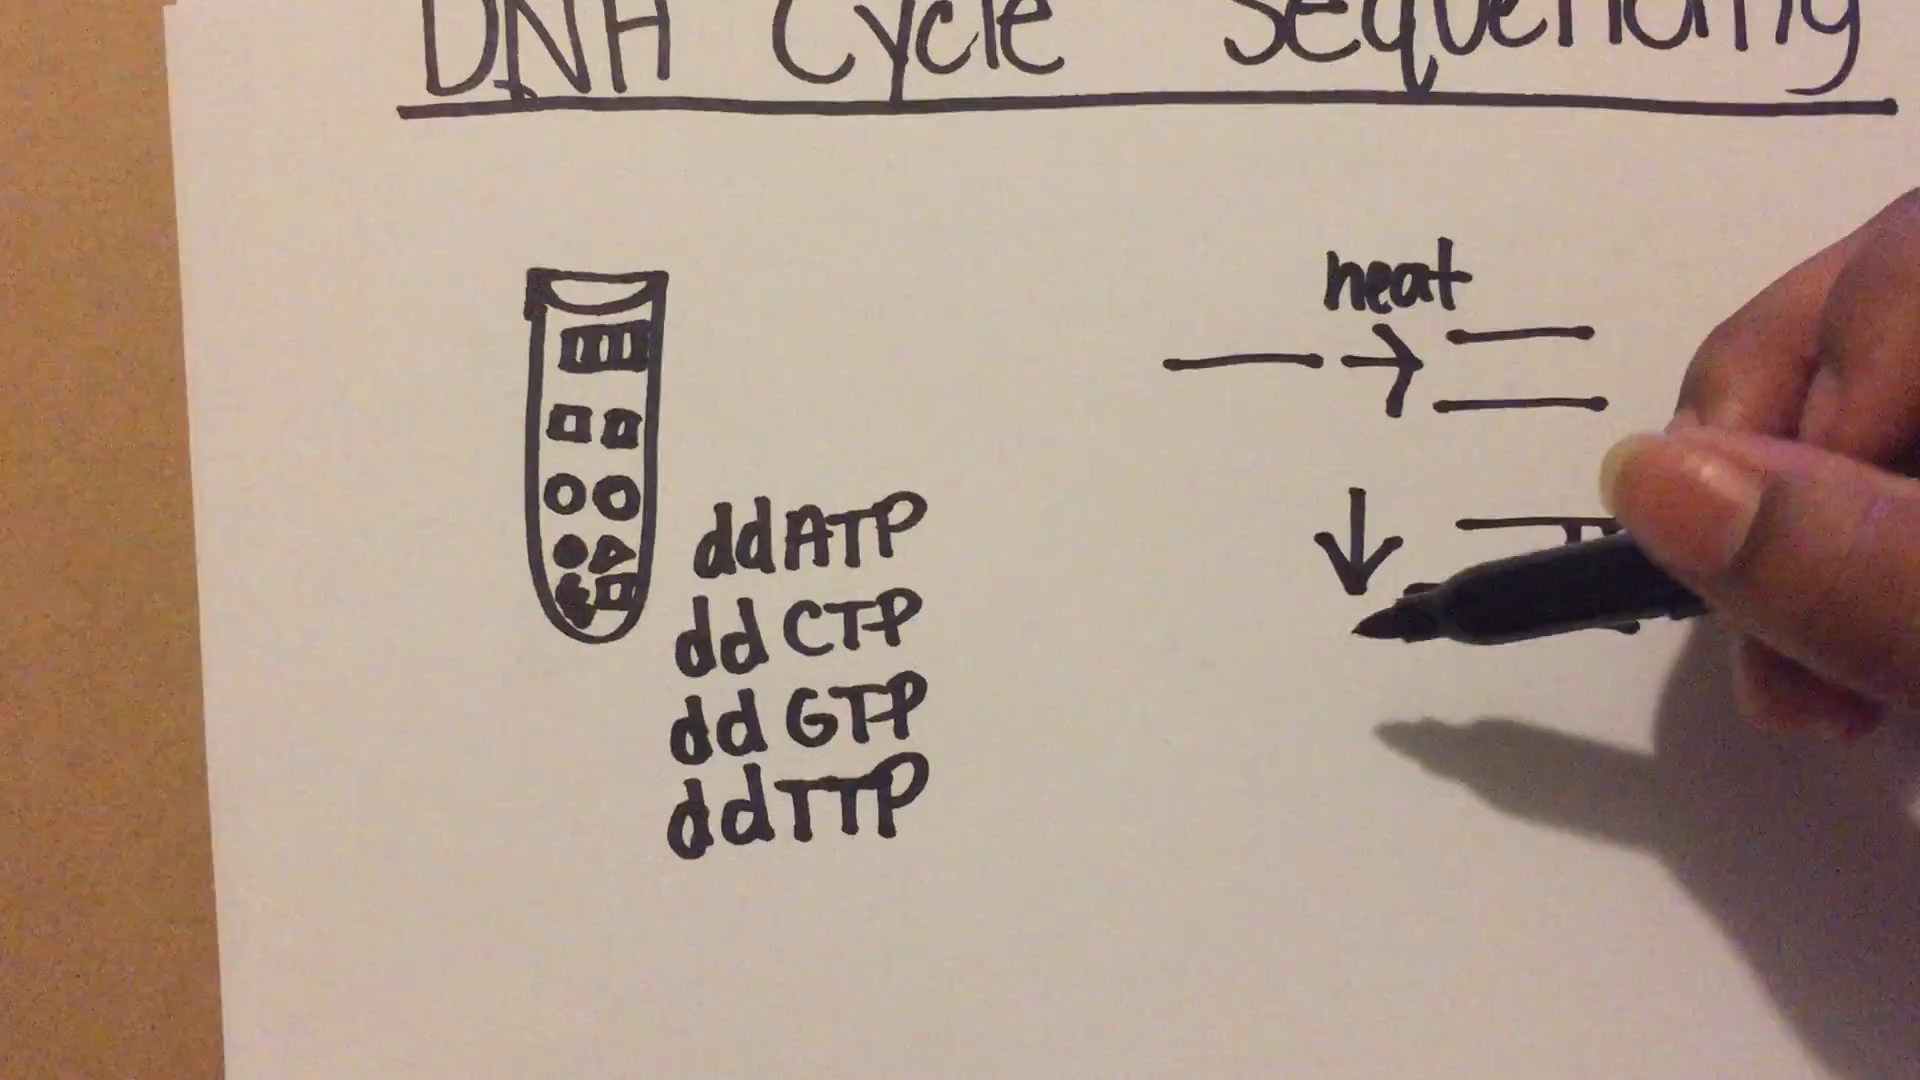 DNA Cycle Sequencing
heat
ddATP
ddCTP
ddGTP
ddTTP